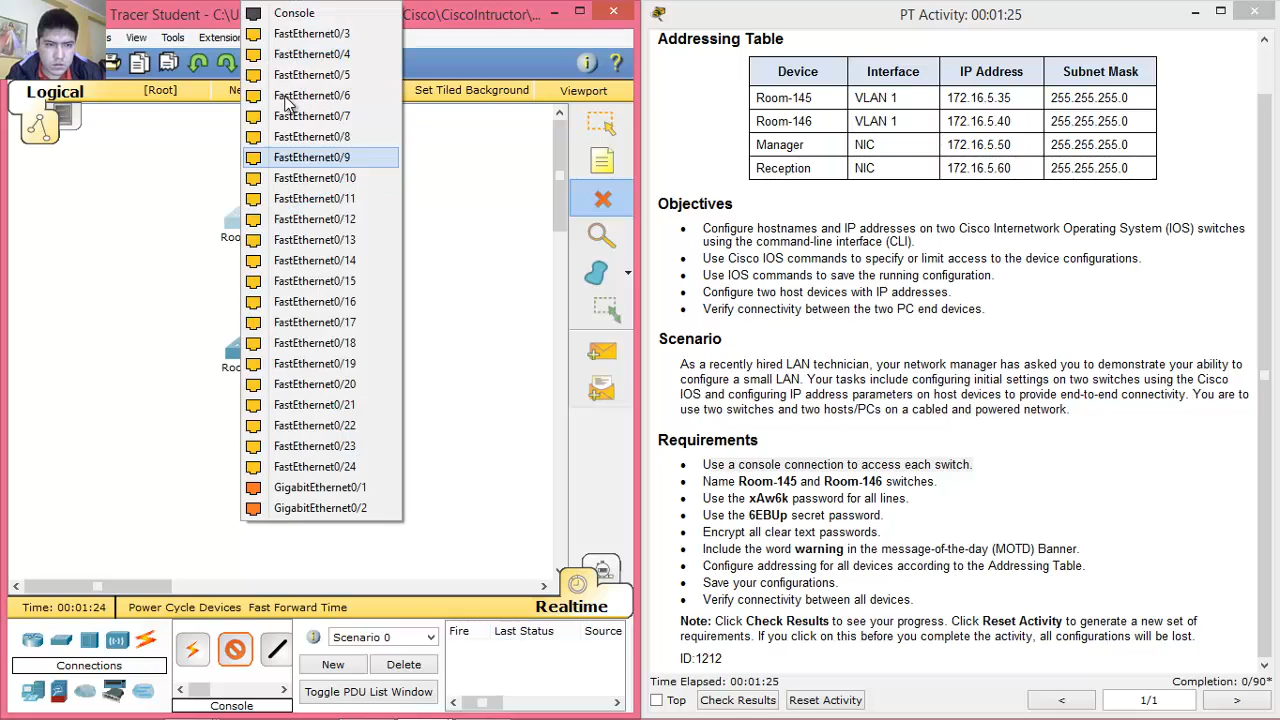 Tracer Student - C:\U
\Cisco\CiscoIntructor\...
PT Activity: 00:01:25
View Tools Extension
Logical
[Root]
Ne
Set Tiled Background
Viewport
Console
FastEthernet0/3
FastEthernet0/4
FastEthernet0/5
FastEthernet0/6
FastEthernet0/7
FastEthernet0/8
FastEthernet0/9
FastEthernet0/10
FastEthernet0/11
FastEthernet0/12
FastEthernet0/13
FastEthernet0/14
FastEthernet0/15
FastEthernet0/16
FastEthernet0/17
FastEthernet0/18
FastEthernet0/19
FastEthernet0/20
FastEthernet0/21
FastEthernet0/22
FastEthernet0/23
FastEthernet0/24
GigabitEthernet0/1
GigabitEthernet0/2
Roo
Roo
Time: 00:01:24
Power Cycle Devices Fast Forward Time
Realtime
Connections
Console
Scenario 0
New
Delete
Toggle PDU List Window
Fire Last Status Source
Addressing Table
Device Interface IP Address Subnet Mask
Room-145 VLAN 1 172.16.5.35 255.255.255.0
Room-146 VLAN 1 172.16.5.40 255.255.255.0
Manager NIC 172.16.5.50 255.255.255.0
Reception NIC 172.16.5.60 255.255.255.0
Objectives
• Configure hostnames and IP addresses on two Cisco Internetwork Operating System (IOS) switches
using the command-line interface (CLI).
• Use Cisco IOS commands to specify or limit access to the device configurations.
• Use IOS commands to save the running configuration.
• Configure two host devices with IP addresses.
• Verify connectivity between the two PC end devices.
Scenario
As a recently hired LAN technician, your network manager has asked you to demonstrate your ability to
configure a small LAN. Your tasks include configuring initial settings on two switches using the Cisco
IOS and configuring IP address parameters on host devices to provide end-to-end connectivity. You are to
use two switches and two hosts/PCs on a cabled and powered network.
Requirements
• Use a console connection to access each switch.
• Name Room-145 and Room-146 switches.
• Use the xAw6k password for all lines.
• Use the 6EBUp secret password.
• Encrypt all clear text passwords.
• Include the word warning in the message-of-the-day (MOTD) Banner.
• Configure addressing for all devices according to the Addressing Table.
• Save your configurations.
• Verify connectivity between all devices.
Note: Click Check Results to see your progress. Click Reset Activity to generate a new set of
requirements. If you click on this before you complete the activity, all configurations will be lost.
ID:1212
Time Elapsed: 00:01:25
Completion: 0/90*
Top
Check Results
Reset Activity
<
1/1
>